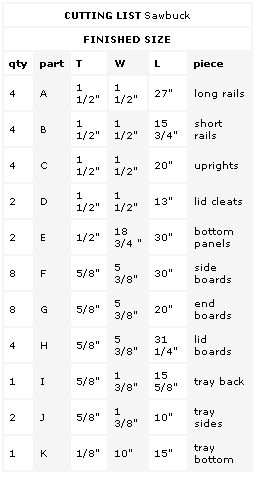 CUTTING LIST Sawbuck
FINISHED SIZE
qty part T W L piece
4 A 1 1/2" 1 1/2" 27" long rails
4 B 1 1/2" 1 1/2" 15 3/4" short rails
4 C 1 1/2" 1 1/2" 20" uprights
2 D 1 1/2" 1 1/2" 13" lid cleats
2 E 1/2" 18 3/4 " 30" bottom panels
8 F 5/8" 5 3/8" 30" side boards
8 G 5/8" 5 3/8" 20" end boards
4 H 5/8" 5 3/8" 31 1/4" lid boards
1 I 5/8" 1 3/8" 15 5/8" tray back
2 J 5/8" 1 3/8" 10" tray sides
1 K 1/8" 10" 15" tray bottom